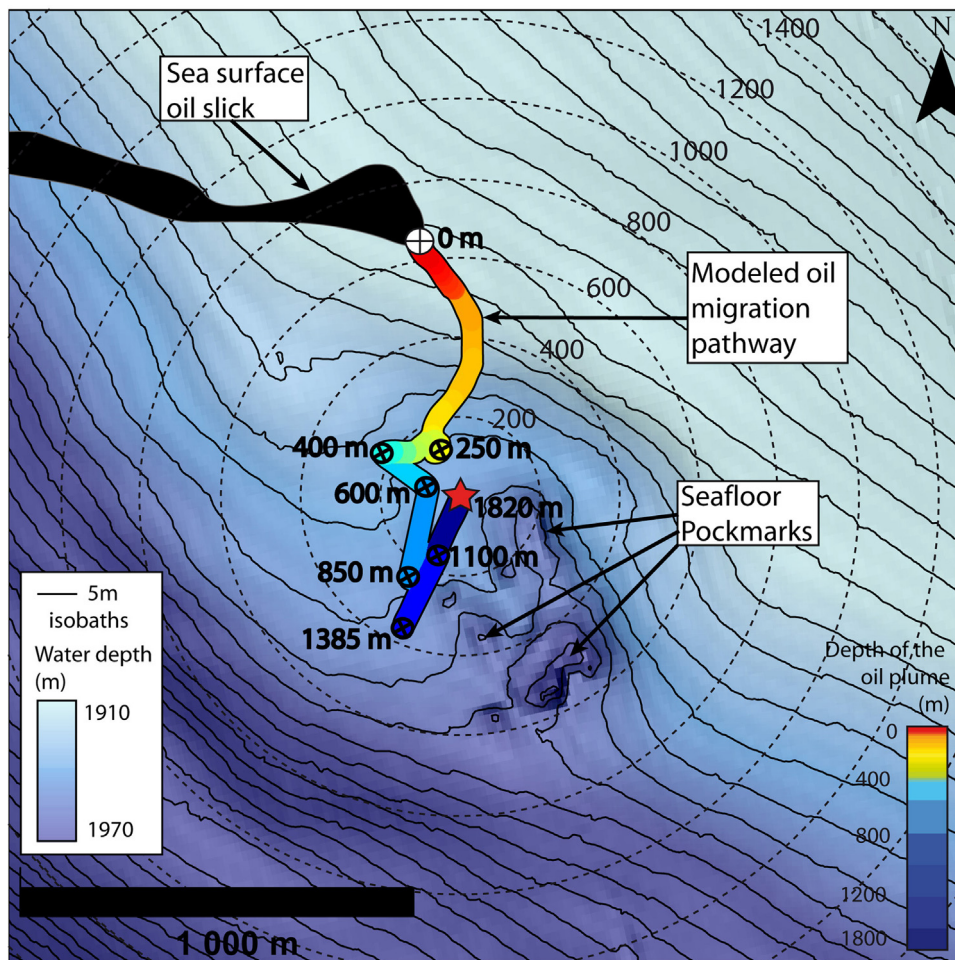 1400
N
Sea surface
oil slick
1200
1000
800
0 m
Modeled oil
migration
pathway
600
400
200
400 m
250 m
600 m
1820 m
Seafloor
Pockmarks
1100 m
850 m
1385 m
5m
isobaths
Water depth
(m)
1910
1970
Depth of the
oil plume
(m)
0
400
800
1200
1800
1 000 m